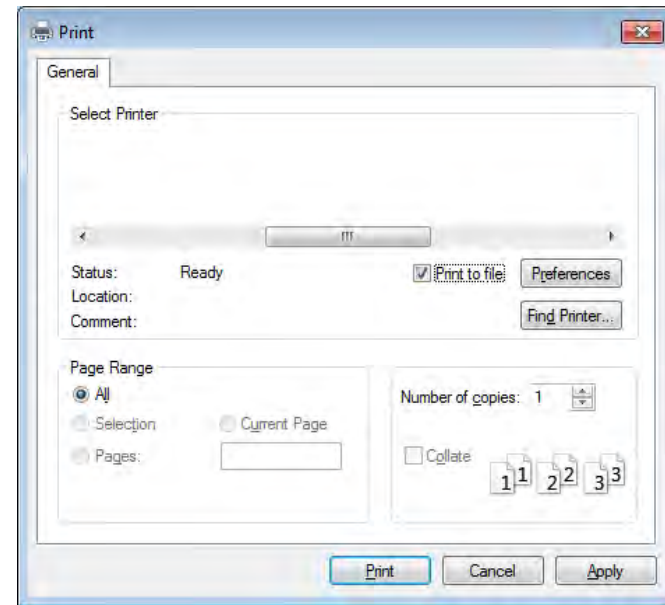 Print
General
Select Printer
Status: Ready
Print to file
Preferences
Location:
Comment:
Find Printer...
Page Range
All
Selection
Current Page
Pages:
Number of copies: 1
Collate
1 1 2 2 3 3
Print
Cancel
Apply